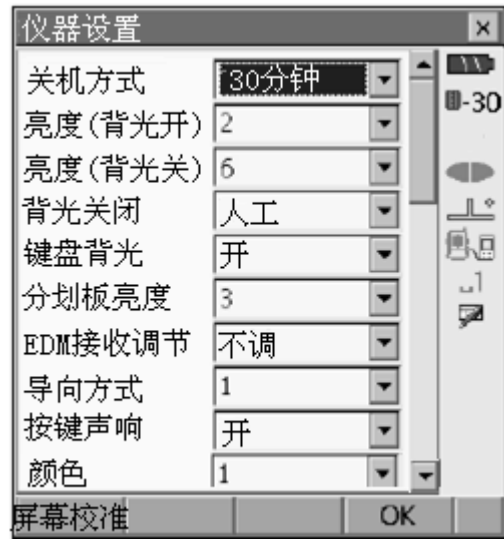 仪器设置
关机方式 30分钟
亮度(背光开) 2
亮度(背光关) 6
背光关闭 人工
键盘背光 开
分划板亮度 3
EDM接收调节 不调
导向方式 1
按键声响 开
颜色 1
-30
屏幕校准 OK